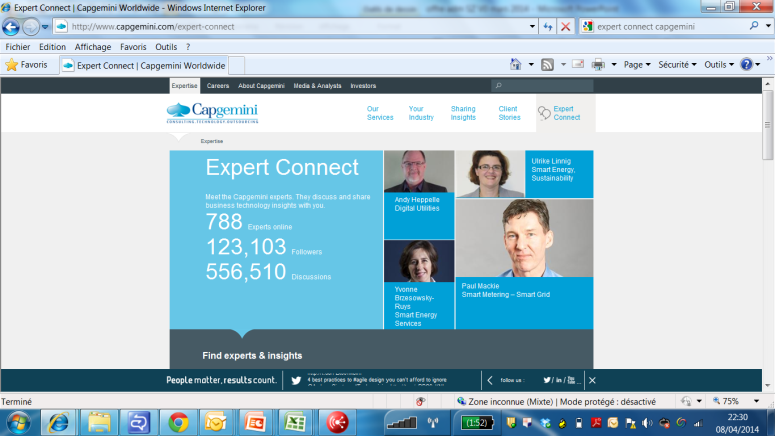 Expert Connect | Capgemini Worldwide - Windows Internet Explorer
http://www.capgemini.com/expert-connect
expert connect capgemini
Fichier Edition Affichage Favoris Outils ?
Favoris
Expert Connect | Capgemini Worldwide
Page
Sécurité
Outils
Expertise Careers About Capgemini Media & Analysts Investors
Capgemini
CONSULTING.TECHNOLOGY.OUTSOURCING
Our
Services
Your
Industry
Sharing
Insights
Client
Stories
Expert
Connect
Expertise
Expert Connect
Meet the Capgemini experts. They discuss and share
business technology insights with you.
788 Experts online
123,103 Followers
556,510 Discussions
Andy Heppelle
Digital Utilities
Ulrike Linnig
Smart Energy,
Sustainability
Yvonne
Brzesowsky-
Ruys
Smart Energy
Services
Paul Mackie
Smart Metering – Smart Grid
Find experts & insights
People matter, results count.
4 best practices to #agile design you can't afford to ignore
follow us :
Terminé
Zone inconnue (Mixte) | Mode protégé : désactivé
75%
(1:52)
22:30
08/04/2014